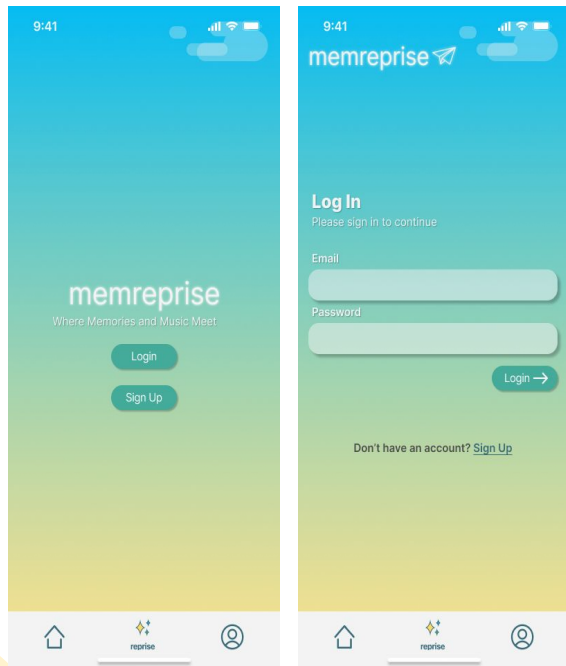 9:41
memreprise
Where Memories and Music Meet
Login
Sign Up
reprise
9:41
memreprise
Log In
Please sign in to continue
Email
Password
Login →
Don't have an account? Sign Up
reprise